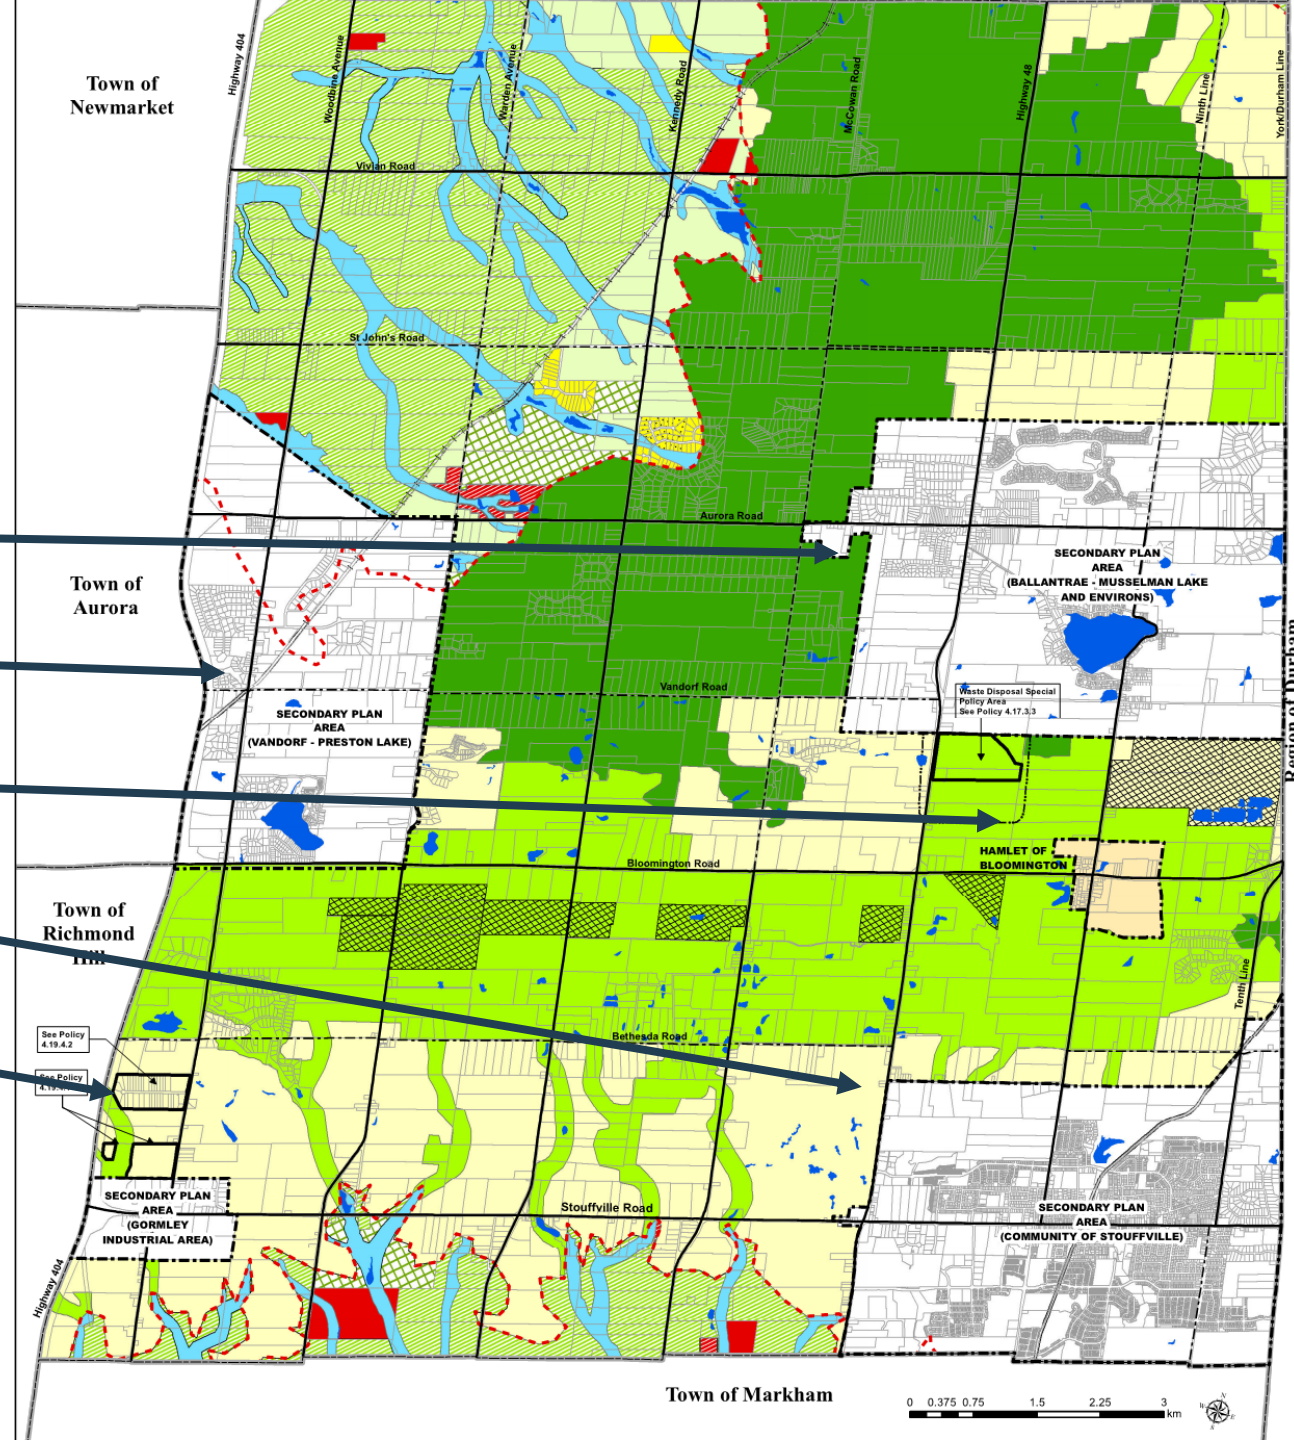 Highway 404
Woodbine Avenue
Warden Avenue
Kennedy Road
McCowan Road
Highway 48
Ninth Line
York/Durham Line
Town of
Newmarket
Vivian Road
St John's Road
Aurora Road
Town of
Aurora
SECONDARY PLAN
AREA
(BALLANTRAE - MUSSELMAN LAKE
AND ENVIRONS)
Region of Durham
Vandorf Road
Waste Disposal Special
Policy Area
See Policy 4.17.3.3
SECONDARY PLAN
AREA
(VANDORF - PRESTON LAKE)
HAMLET OF
BLOOMINGTON
Bloomington Road
Town of
Richmond
Hill
Tenth Line
See Policy
4.19.4.2
Bethesda Road
See Policy
SECONDARY PLAN
AREA
(GORMLEY
INDUSTRIAL AREA)
Stouffville Road
SECONDARY PLAN
AREA
(COMMUNITY OF STOUFFVILLE)
Highway 404
Town of Markham
0 0.375 0.75 1.5 2.25 3
km
N
W E
S